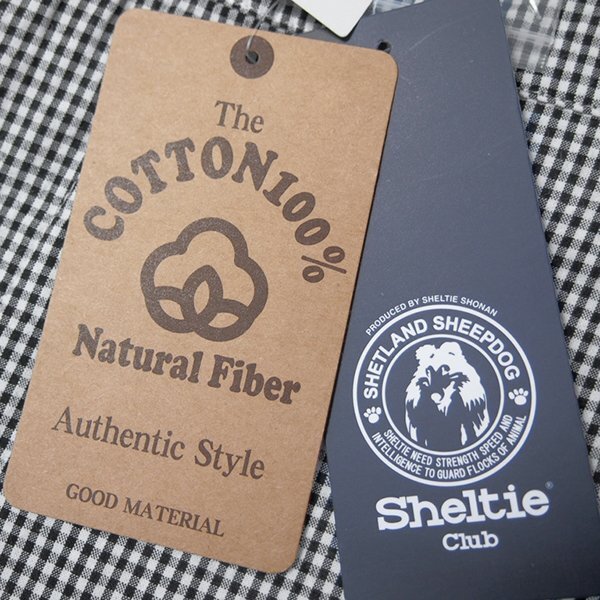 The
COTTON100%
Natural Fiber
Authentic Style
GOOD MATERIAL
PRODUCED BY SHELTIE SHONAN
SHETLAND SHEEPDOG
SHELTIE NEED STRENGTH SPEED AND
INTELLIGENCE TO GUARD FLOCKS OF ANIMAL
Sheltie®
Club